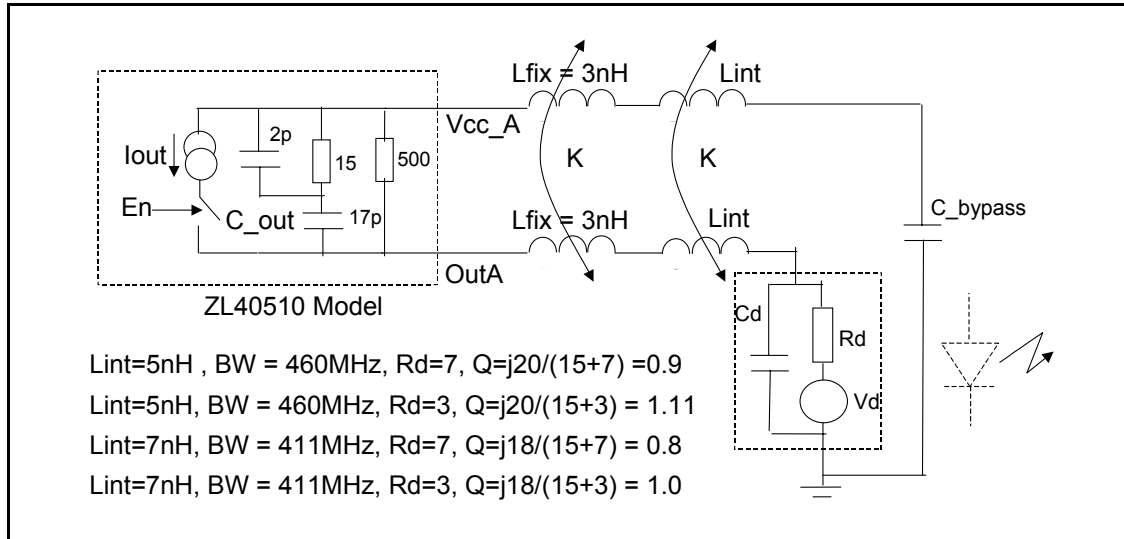 Lfix = 3nH
Lint
Vcc_A
2p
15
500
Iout
K
K
En
C_out
17p
Lfix = 3nH
Lint
C_bypass
OutA
ZL40510 Model
Cd
Rd
Vd
Lint=5nH , BW = 460MHz, Rd=7, Q=j20/(15+7) =0.9
Lint=5nH, BW = 460MHz, Rd=3, Q=j20/(15+3) = 1.11
Lint=7nH, BW = 411MHz, Rd=7, Q=j18/(15+7) = 0.8
Lint=7nH, BW = 411MHz, Rd=3, Q=j18/(15+3) = 1.0